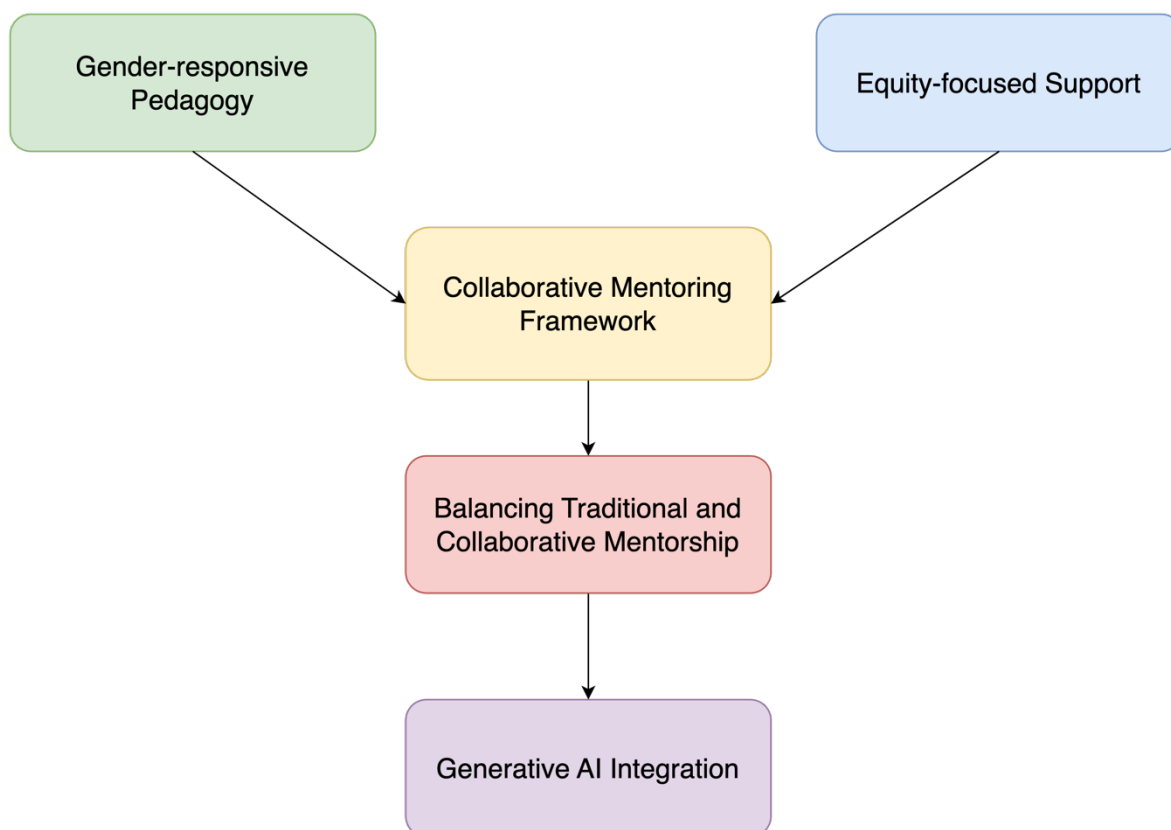 Gender-responsive
Pedagogy
Equity-focused Support
Collaborative Mentoring
Framework
Balancing Traditional and
Collaborative Mentorship
Generative AI Integration